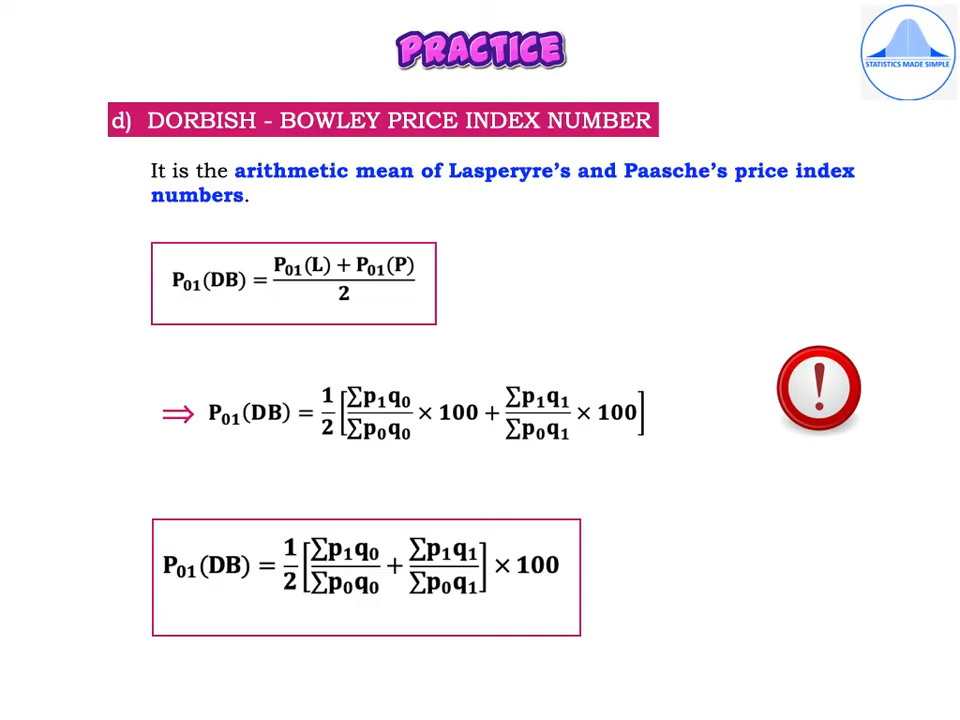 PRACTICE
STATISTICS MADE SIMPLE
d) DORBISH - BOWLEY PRICE INDEX NUMBER
It is the arithmetic mean of Lasperyre's and Paasche's price index
numbers.
P₀₁(DB) = (P₀₁(L) + P₀₁(P)) / 2
⇒ P₀₁(DB) = 1/2 [∑p₁q₀/∑p₀q₀ × 100 + ∑p₁q₁/∑p₀q₁ × 100]
P₀₁(DB) = 1/2 [∑p₁q₀/∑p₀q₀ + ∑p₁q₁/∑p₀q₁] × 100